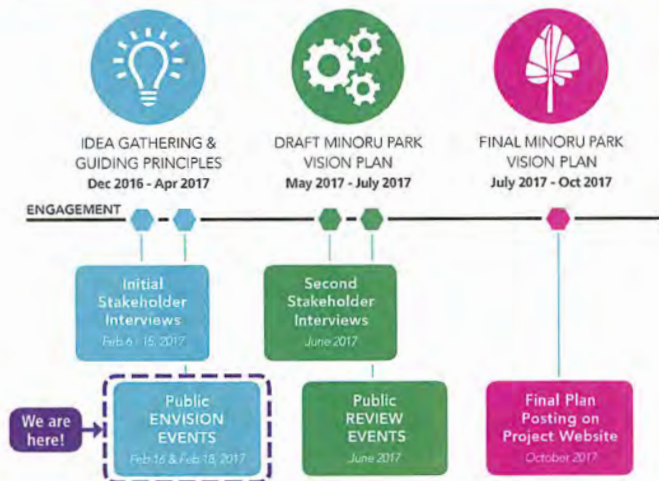 IDEA GATHERING &
GUIDING PRINCIPLES
Dec 2016 - Apr 2017
DRAFT MINORU PARK
VISION PLAN
May 2017 - July 2017
FINAL MINORU PARK
VISION PLAN
July 2017 - Oct 2017
ENGAGEMENT
Initial
Stakeholder
Interviews
Feb 6 - 15, 2017
Second
Stakeholder
Interviews
June 2017
We are
here!
Public
ENVISION
EVENTS
Feb 16 & Feb 18, 2017
Public
REVIEW
EVENTS
June 2017
Final Plan
Posting on
Project Website
October 2017